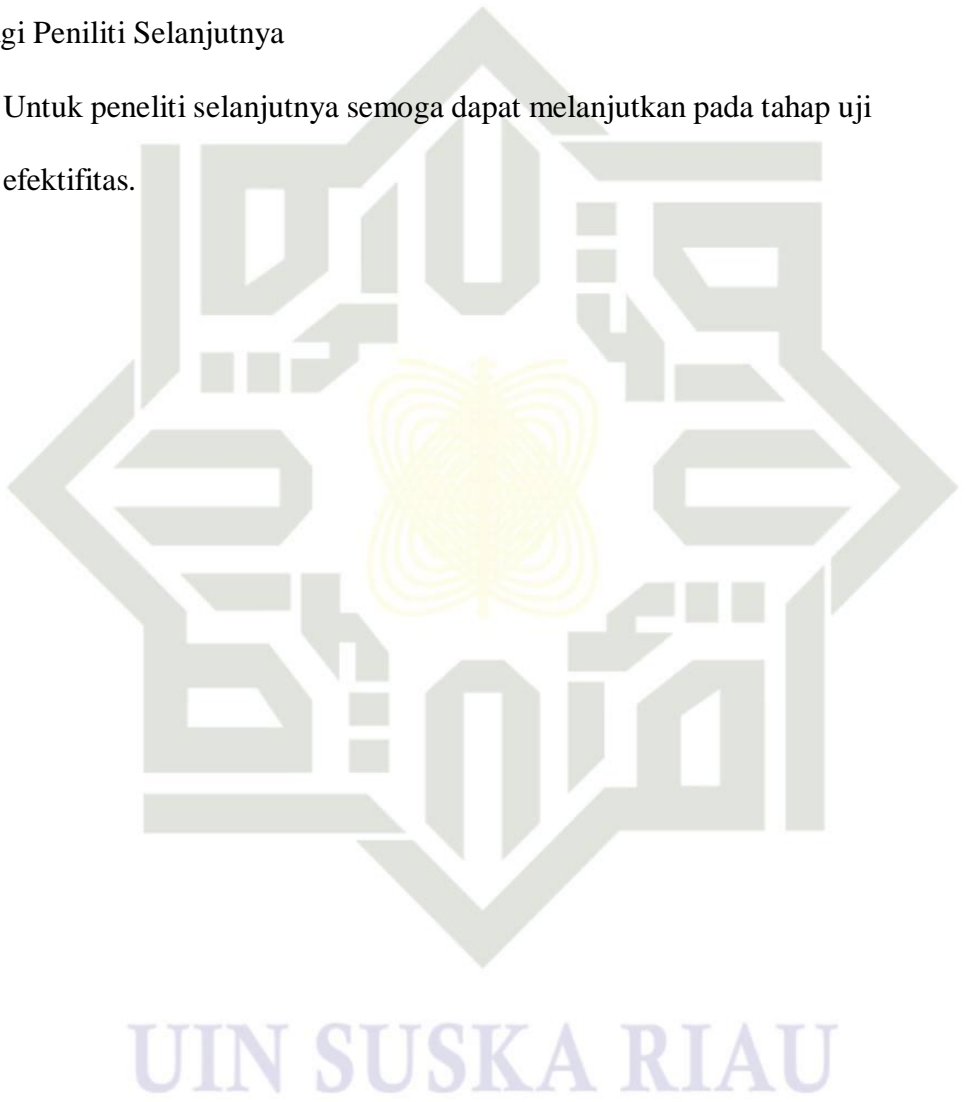 gi Peniliti Selanjutnya
Untuk peneliti selanjutnya semoga dapat melanjutkan pada tahap uji
efektifitas.
UIN SUSKA RIAU